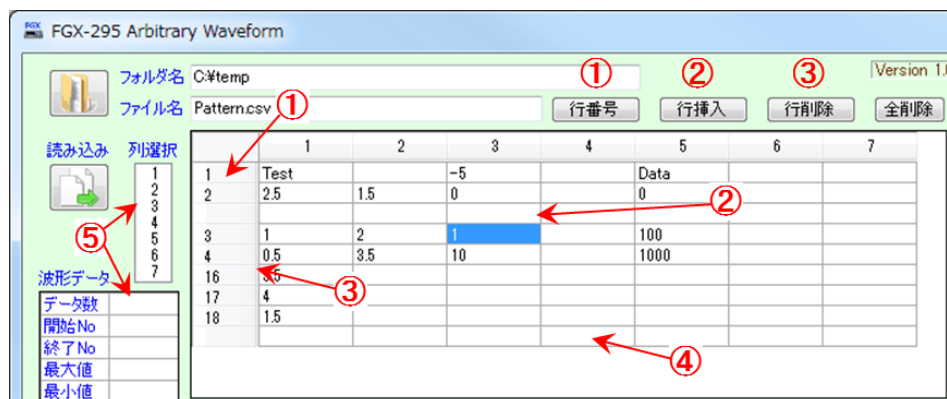 FGX FGX-295 Arbitrary Waveform
フォルダ名 C:¥temp ① ② ③ Version 1.
ファイル名 Pattern.csv ① 行番号 行挿入 行削除 全削除
読み込み 列選択
1 2 3 4 5 6 7
1 Test -5 Data
2 2.5 1.5 0 0
②
3 1 2 1 100
4 0.5 3.5 10 1000
16 3.5
③
17 4
18 1.5
④
1
2
3
4
5
6
7
⑤
波形データ
データ数
開始No
終了No
最大値
最小値